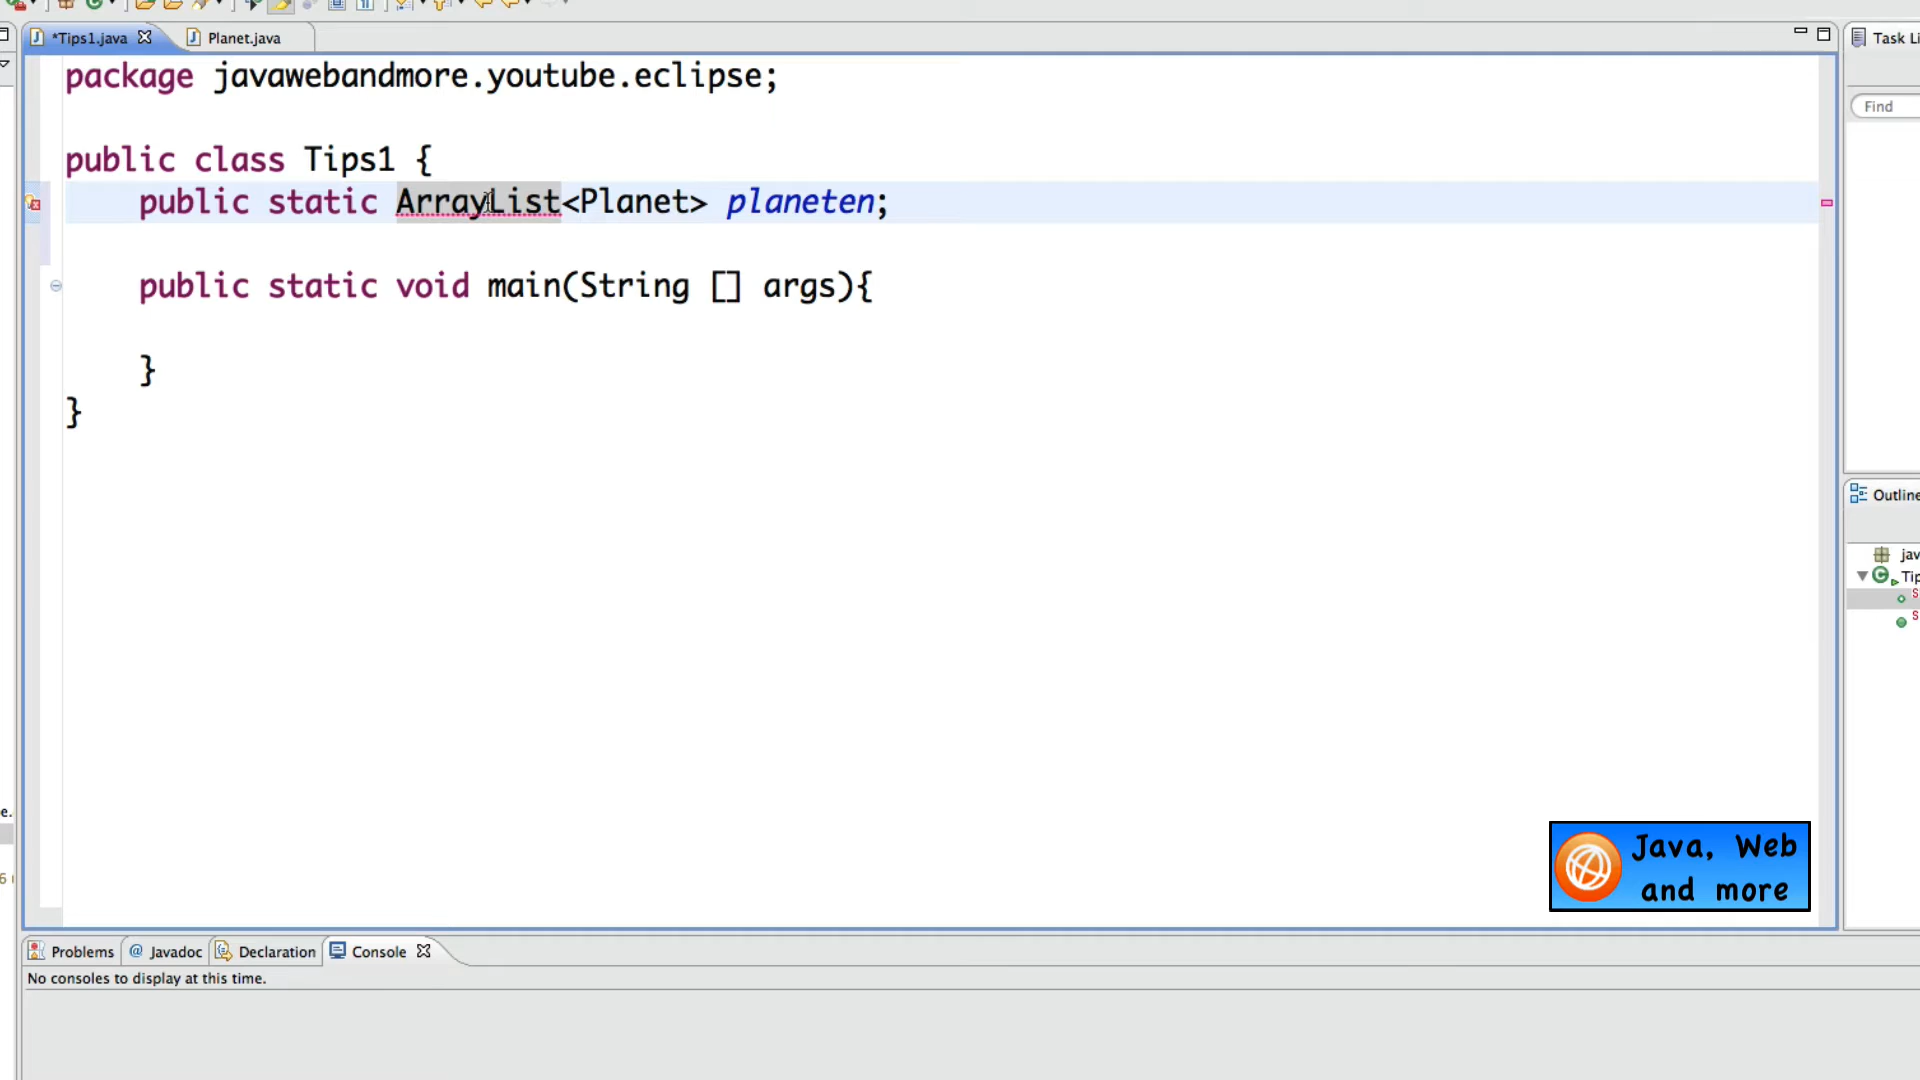 *Tips1.java
Planet.java
Task Li
package javawebandmore.youtube.eclipse;
Find
public class Tips1 {
public static ArrayList<Planet> planeten;
public static void main(String [] args){
}
}
Outline
jav
Tip
S
S
e.
6
Java, Web
and more
Problems
@ Javadoc
Declaration
Console
No consoles to display at this time.